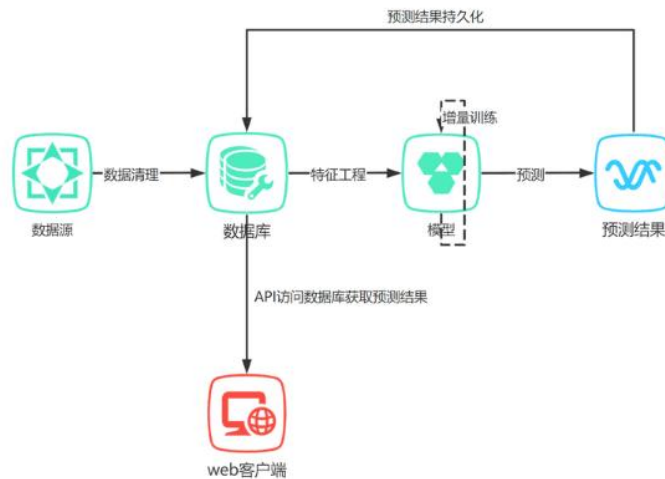 预测结果持久化
增量训练
数据清理
特征工程
预测
数据源
数据库
模型
预测结果
API访问数据库获取预测结果
web客户端